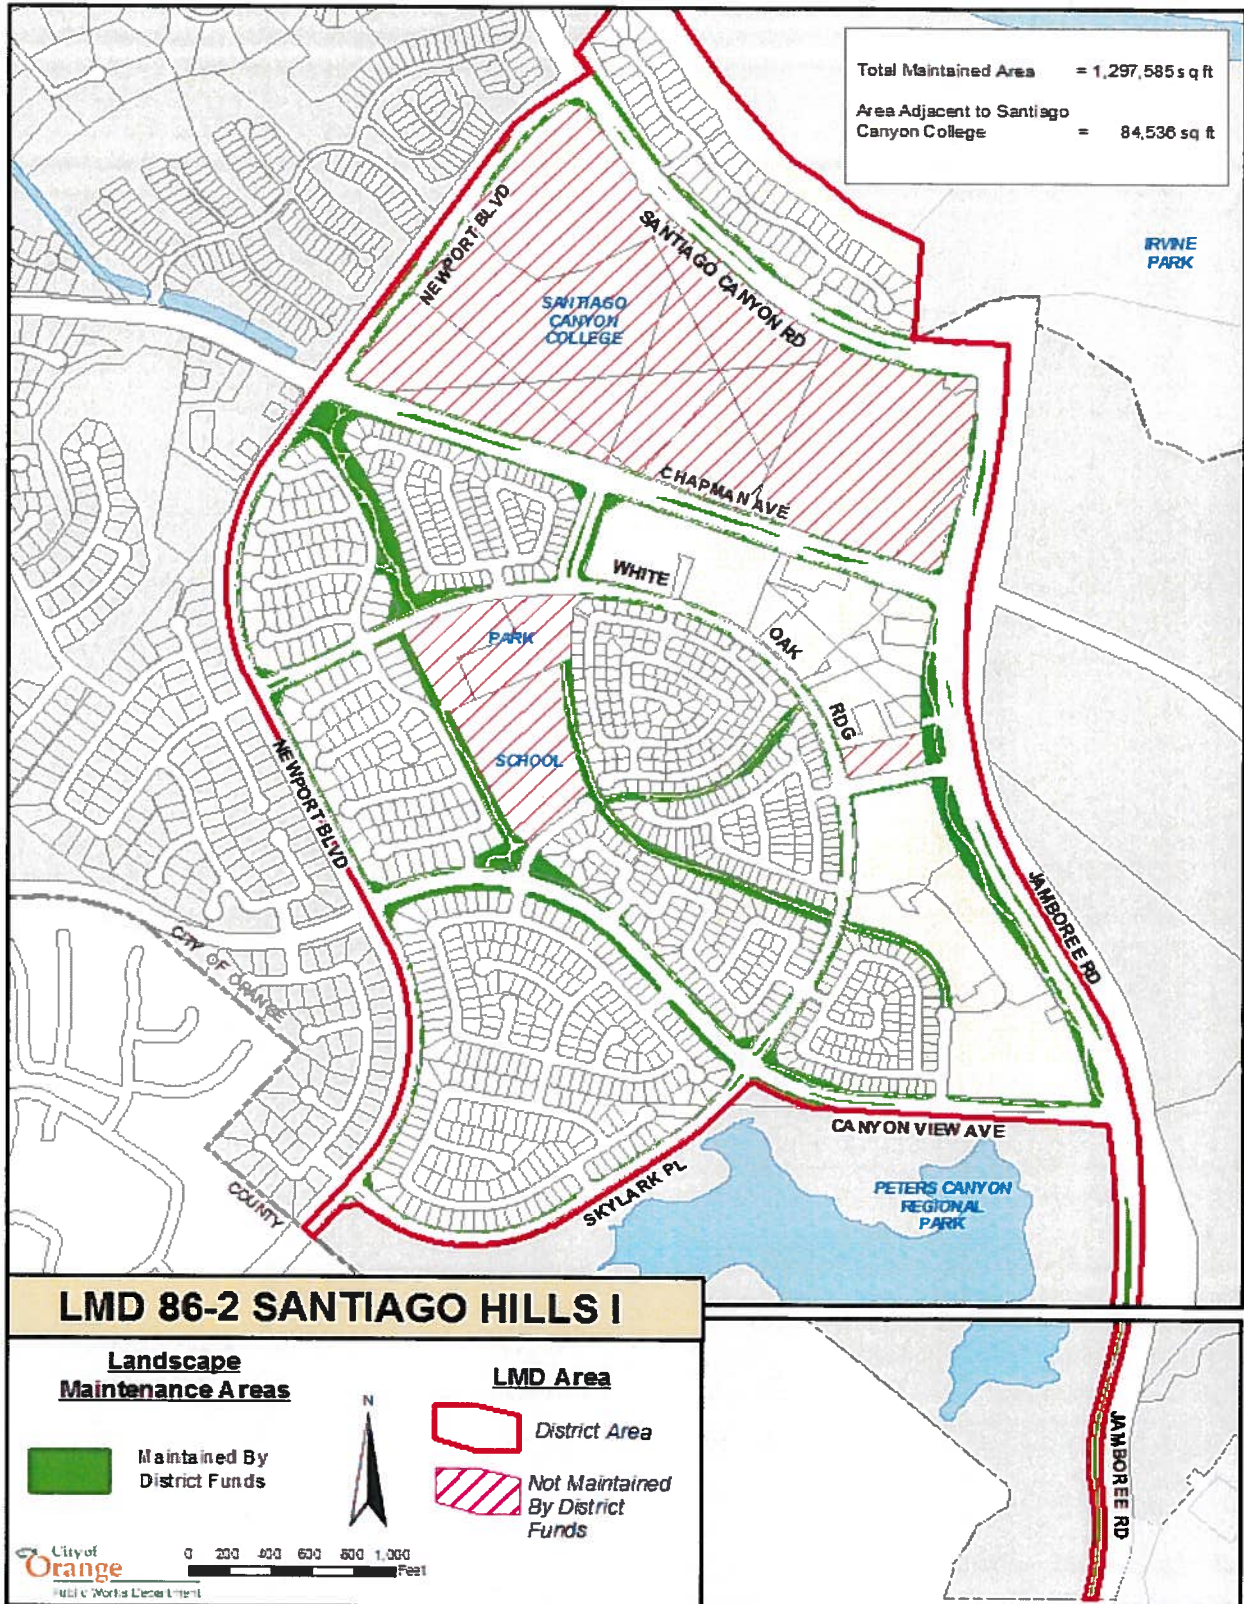 Total Maintained Area = 1,297,585 sq ft
Area Adjacent to Santiago
Canyon College = 84,536 sq ft
IRVINE
PARK
NEWPORT BLVD
SANTIAGO CANYON RD
SANTIAGO
CANYON
COLLEGE
CHAPMAN AVE
WHITE
OAK
RDG
PARK
SCHOOL
NEWPORT BLVD
JAMBOREE RD
CITY OF ORANGE
COUNTY
CANYON VIEW AVE
SKYLARK PL
PETERS CANYON
REGIONAL
PARK
LMD 86-2 SANTIAGO HILLS I
Landscape
Maintenance Areas
Maintained By
District Funds
N
LMD Area
District Area
Not Maintained
By District
Funds
City of
Orange
Public Works Department
0 200 400 600 800 1,000
Feet
JAMBOREE RD